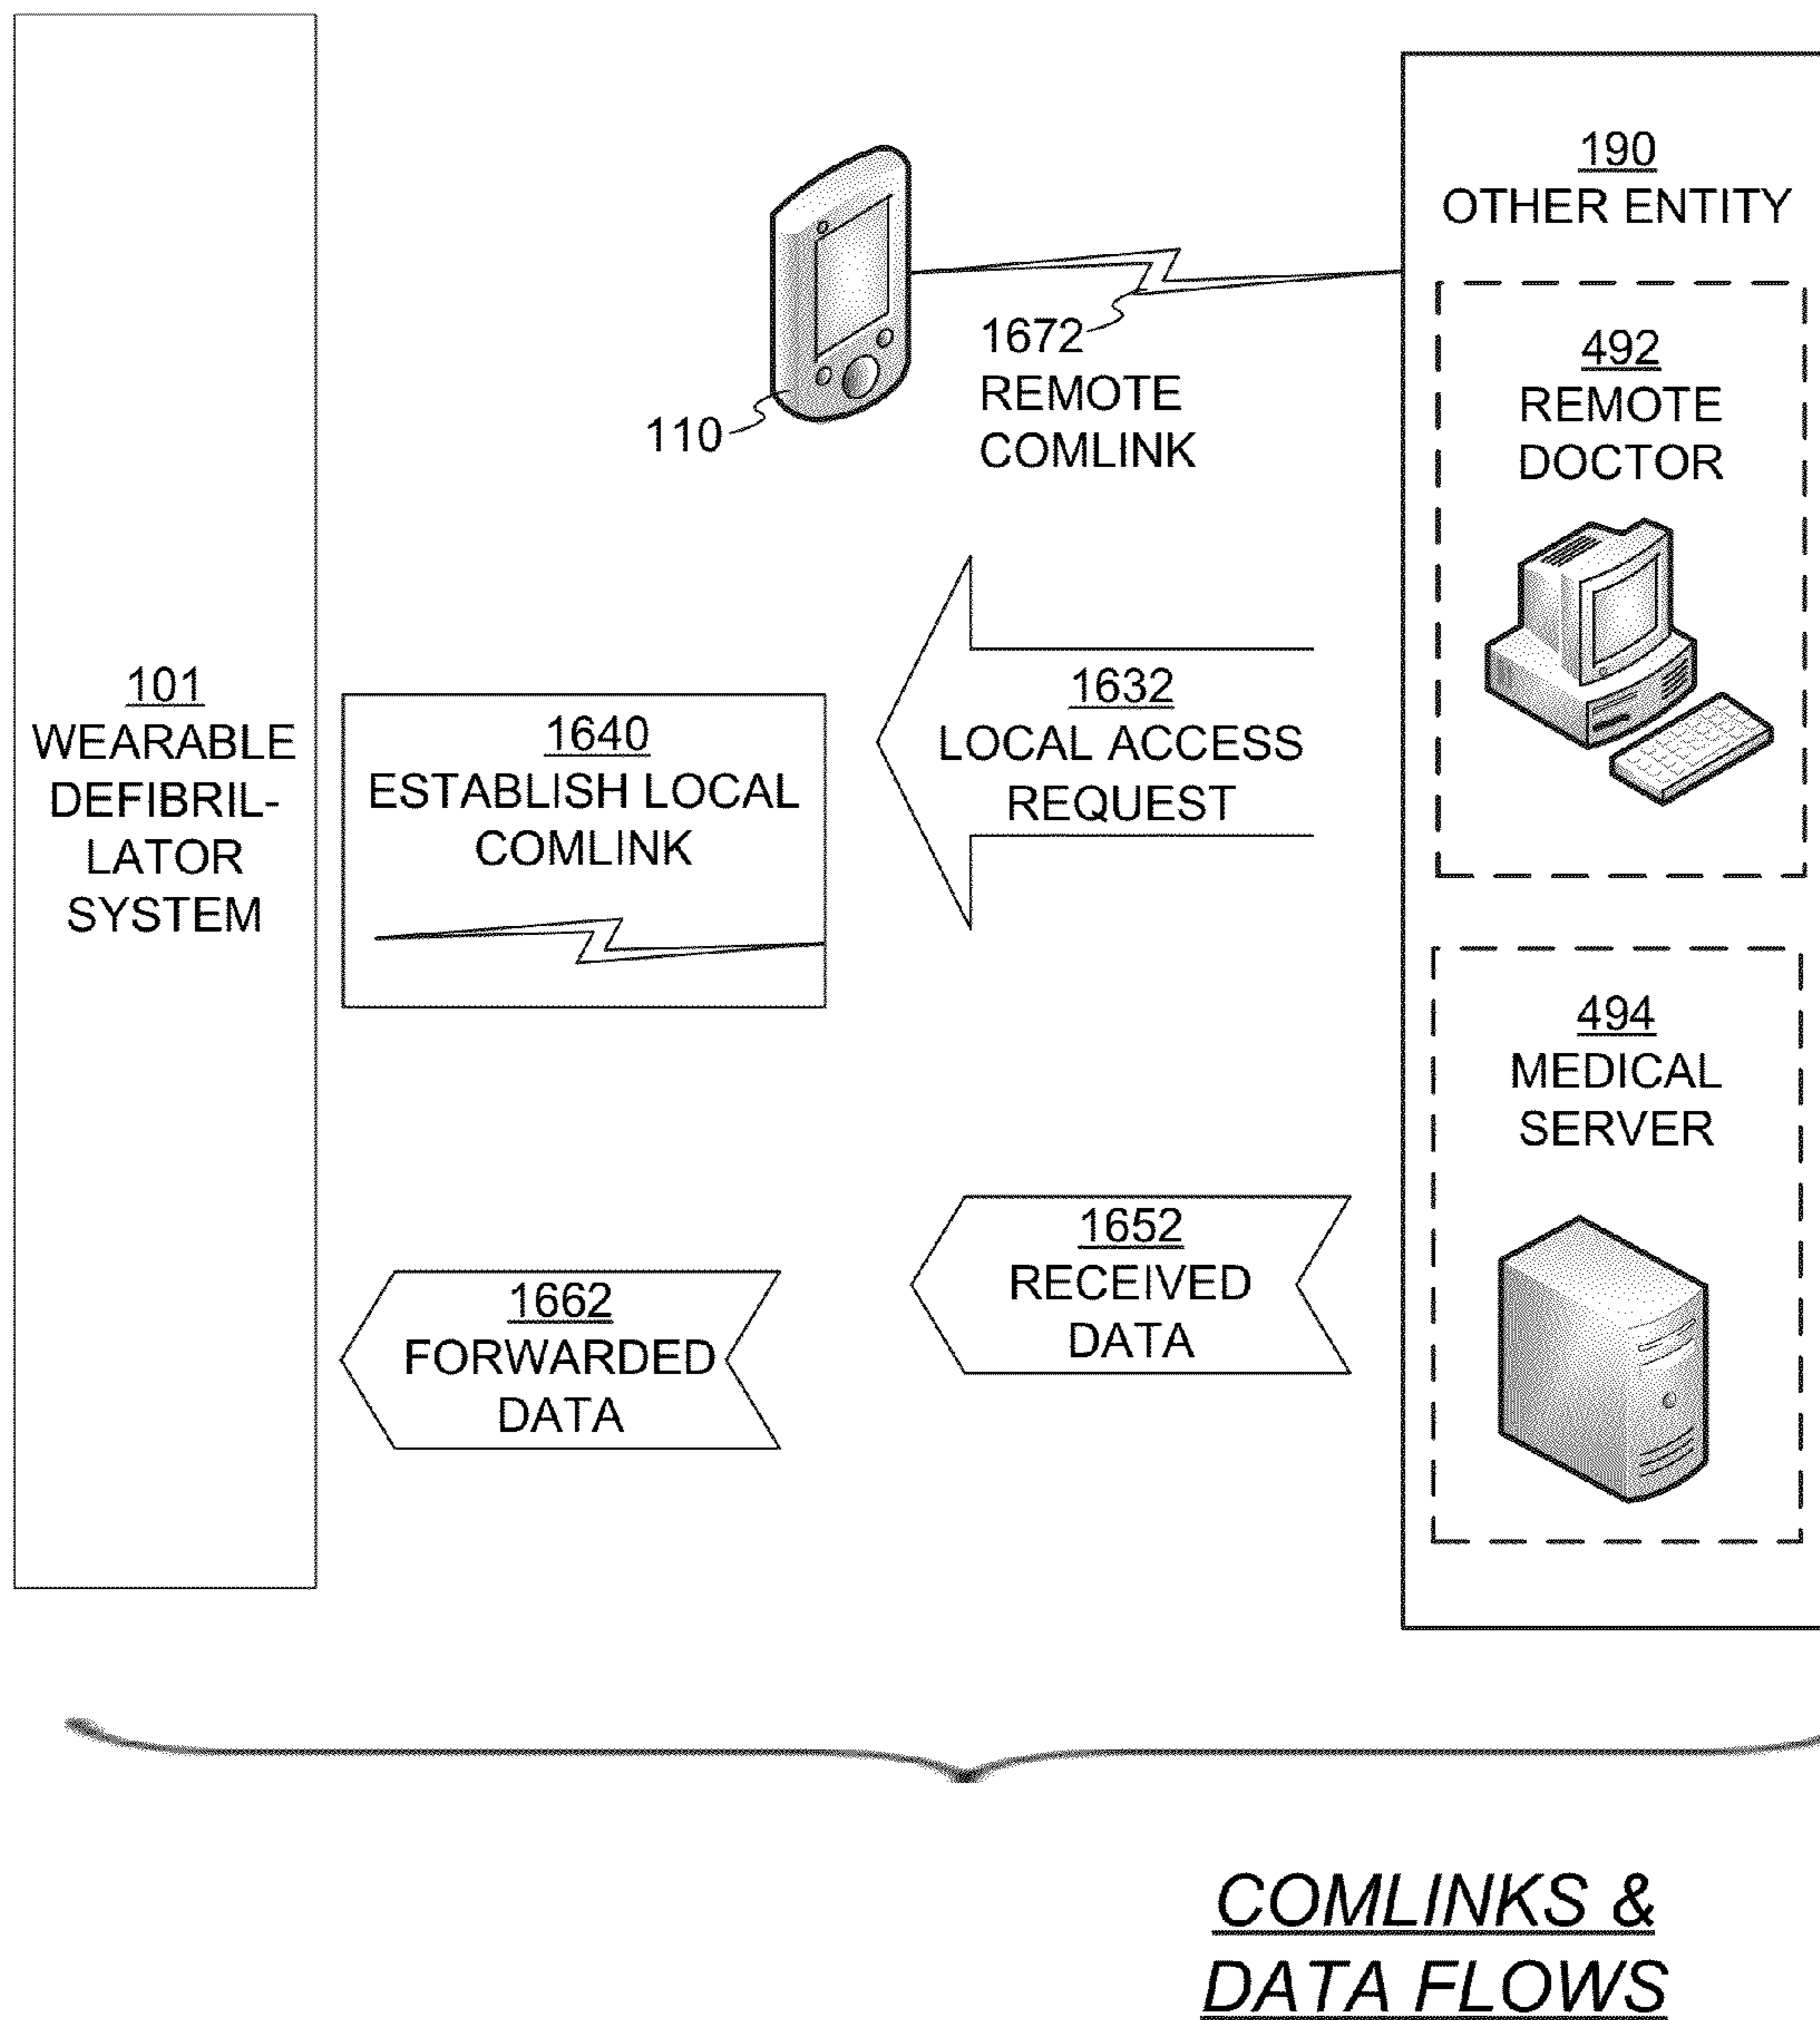 101
WEARABLE
DEFIBRIL-
LATOR
SYSTEM
110
1672
REMOTE
COMLINK
1632
LOCAL ACCESS
REQUEST
1640
ESTABLISH LOCAL
COMLINK
1652
RECEIVED
DATA
1662
FORWARDED
DATA
190
OTHER ENTITY
492
REMOTE
DOCTOR
494
MEDICAL
SERVER
COMLINKS &
DATA FLOWS